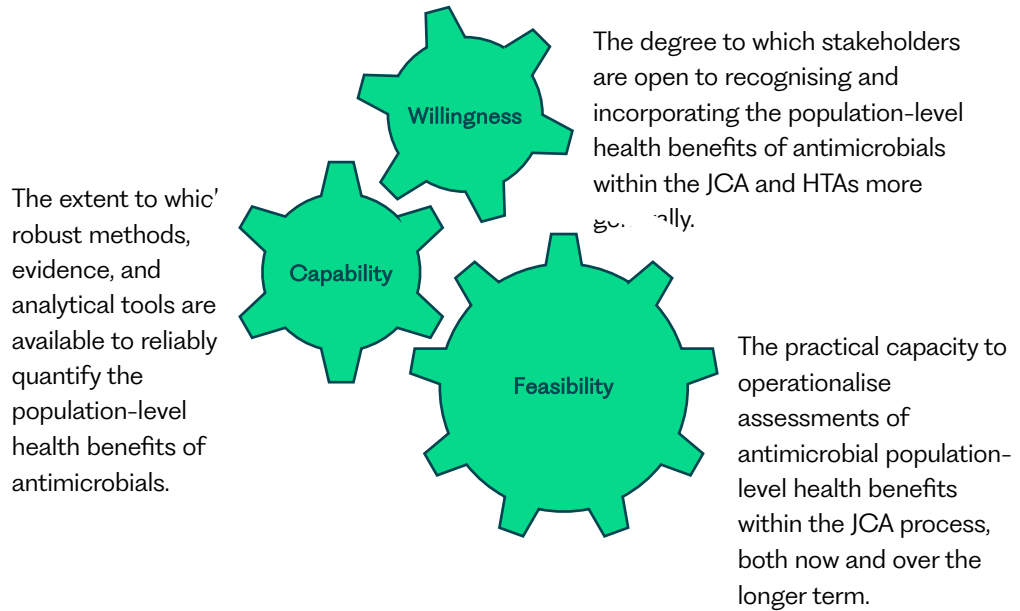 Willingness
The degree to which stakeholders
are open to recognising and
incorporating the population-level
health benefits of antimicrobials
within the JCA and HTAs more
Capability
The extent to
robust methods,
evidence, and
analytical tools are
available to reliably
quantify the
population-level
health benefits of
antimicrobials.
Feasibility
The practical capacity to
operationalise
assessments of
antimicrobial population-
level health benefits
within the JCA process,
both now and over the
longer term.